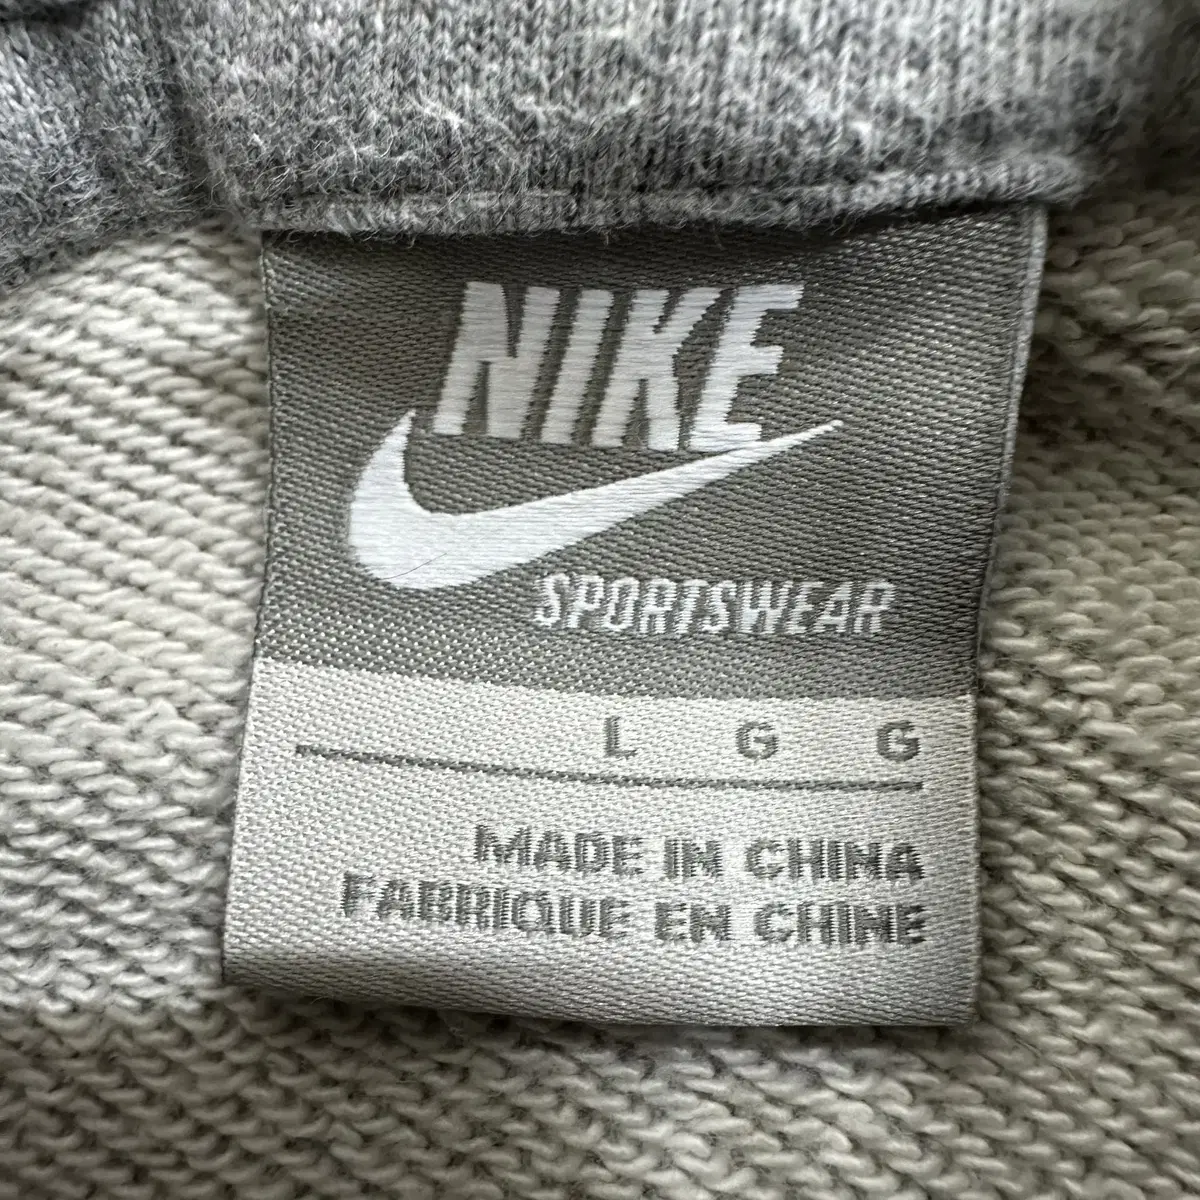 NIKE
SPORTSWEAR
L G G
MADE IN CHINA
FABRIQUE EN CHINE